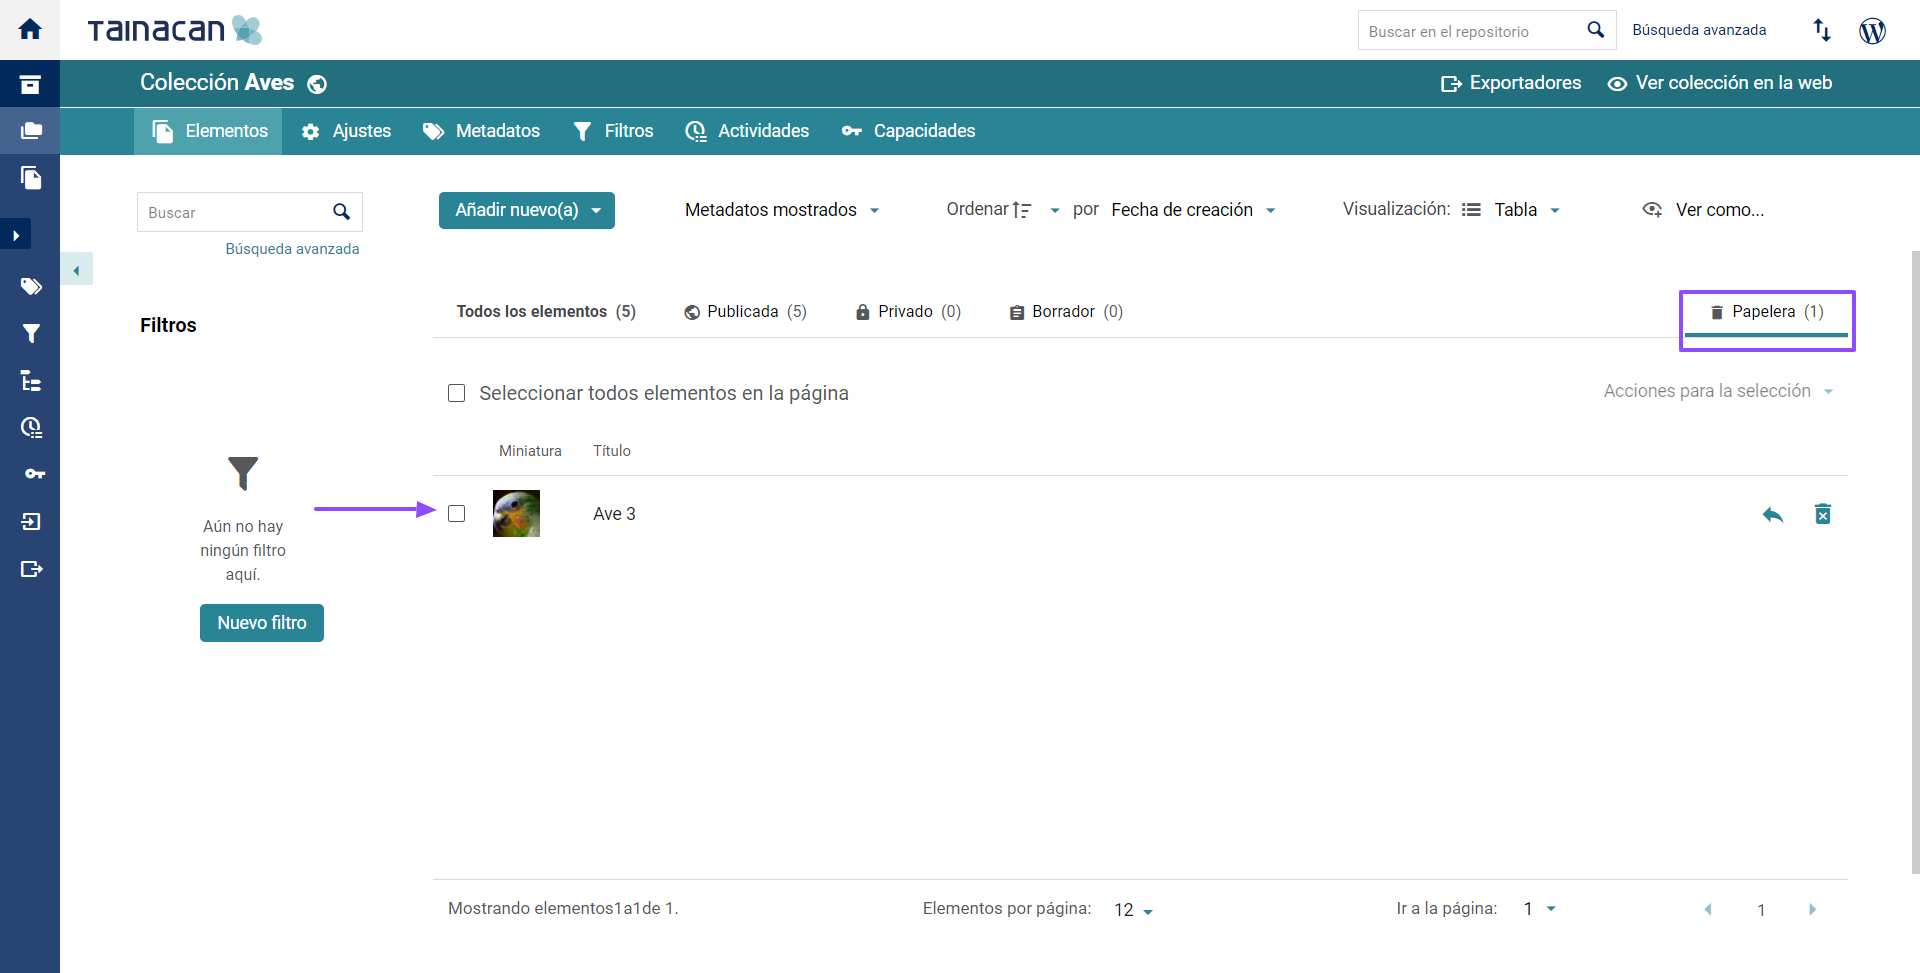 TAINACAN
Buscar en el repositorio
Búsqueda avanzada
Colección Aves
Exportadores
Ver colección en la web
Elementos
Ajustes
Metadatos
Filtros
Actividades
Capacidades
Buscar
Búsqueda avanzada
Añadir nuevo(a)
Metadatos mostrados
Ordenar
por
Fecha de creación
Visualización:
Tabla
Ver como...
Filtros
Todos los elementos (5)
Publicada (5)
Privado (0)
Borrador (0)
Papelera (1)
Seleccionar todos elementos en la página
Acciones para la selección
Miniatura
Título
Ave 3
Aún no hay
ningún filtro
aquí.
Nuevo filtro
Mostrando elementos1a1de 1.
Elementos por página:
12
Ir a la página:
1
1